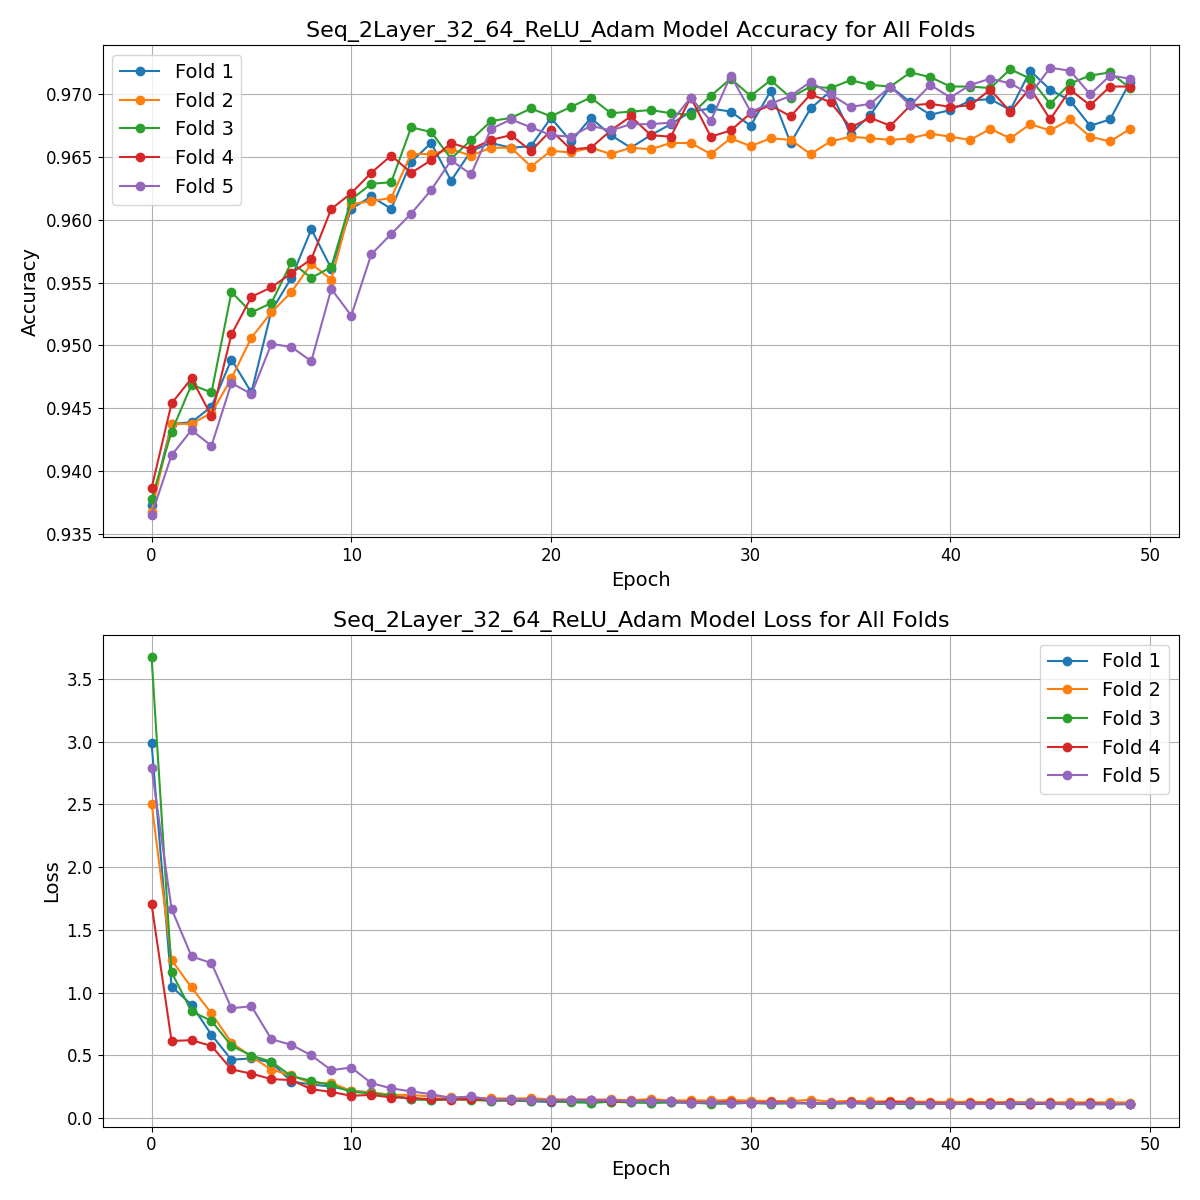 Seq_2Layer_32_64_ReLU_Adam Model Accuracy for All Folds
Fold 1
Fold 2
Fold 3
Fold 4
Fold 5
Accuracy
0.970
0.965
0.960
0.955
0.950
0.945
0.940
0.935
0 10 20 30 40 50
Epoch
Seq_2Layer_32_64_ReLU_Adam Model Loss for All Folds
Fold 1
Fold 2
Fold 3
Fold 4
Fold 5
Loss
3.5
3.0
2.5
2.0
1.5
1.0
0.5
0.0
0 10 20 30 40 50
Epoch